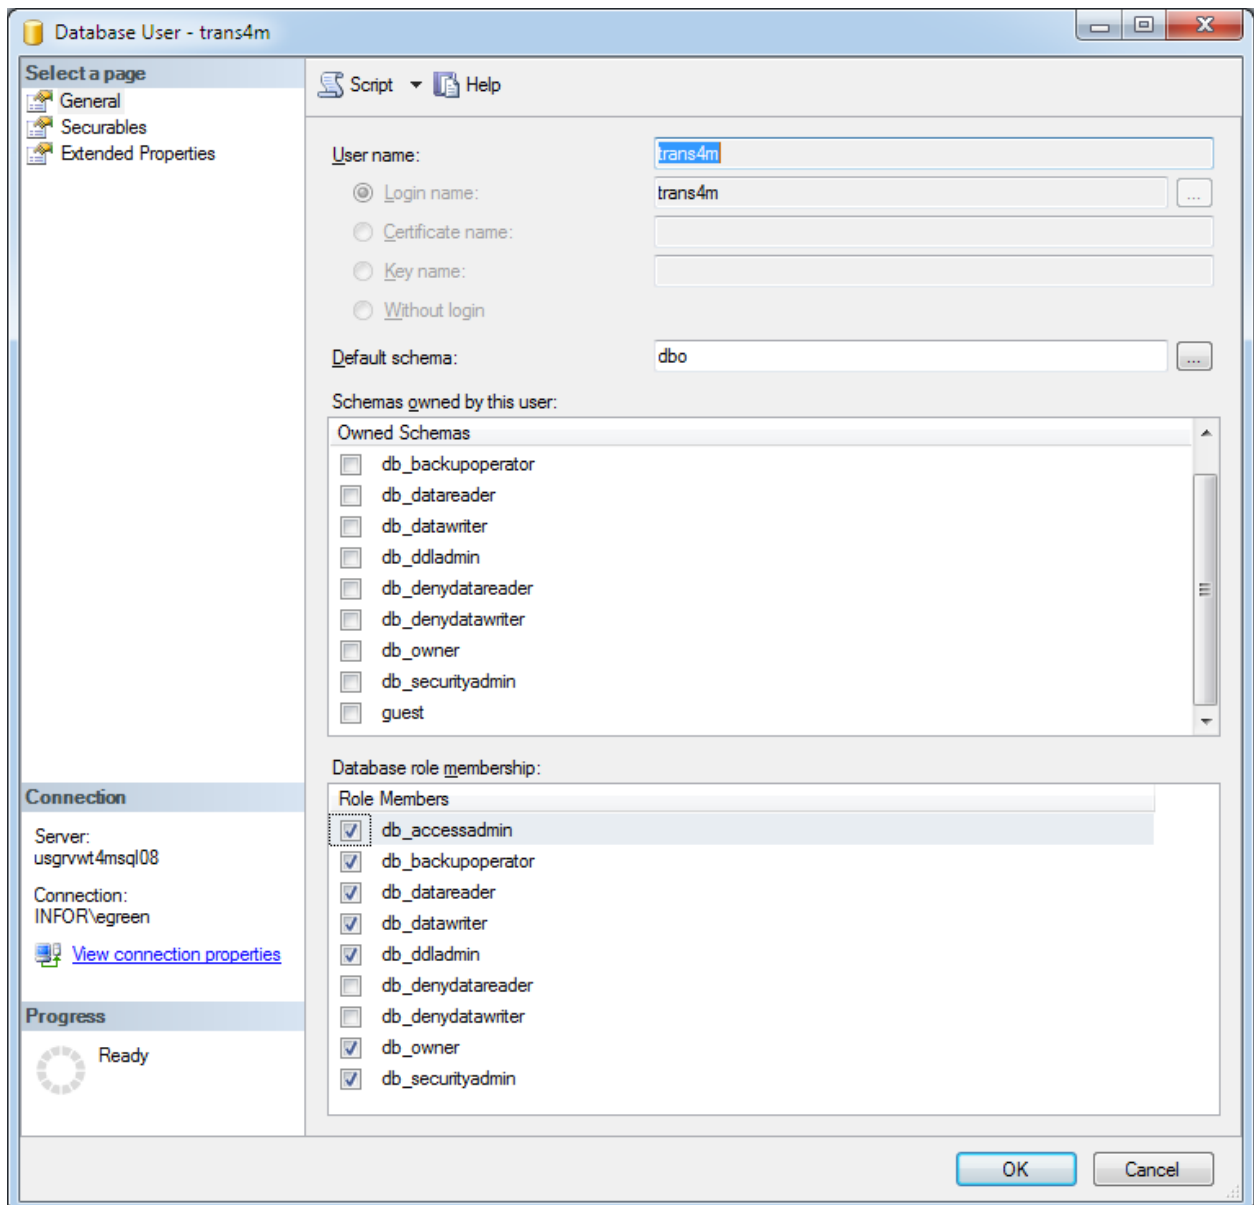 Database User - trans4m
Select a page
General
Securables
Extended Properties
Script
Help
User name:
trans4m
Login name:
trans4m
...
Certificate name:
Key name:
Without login
Default schema:
dbo
...
Schemas owned by this user:
Owned Schemas
db_backupoperator
db_datareader
db_datawriter
db_ddladmin
db_denydatareader
db_denydatawriter
db_owner
db_securityadmin
guest
Database role membership:
Role Members
db_accessadmin
db_backupoperator
db_datareader
db_datawriter
db_ddladmin
db_denydatareader
db_denydatawriter
db_owner
db_securityadmin
Connection
Server:
usgrvwt4msql08
Connection:
INFOR\egreen
View connection properties
Progress
Ready
OK
Cancel